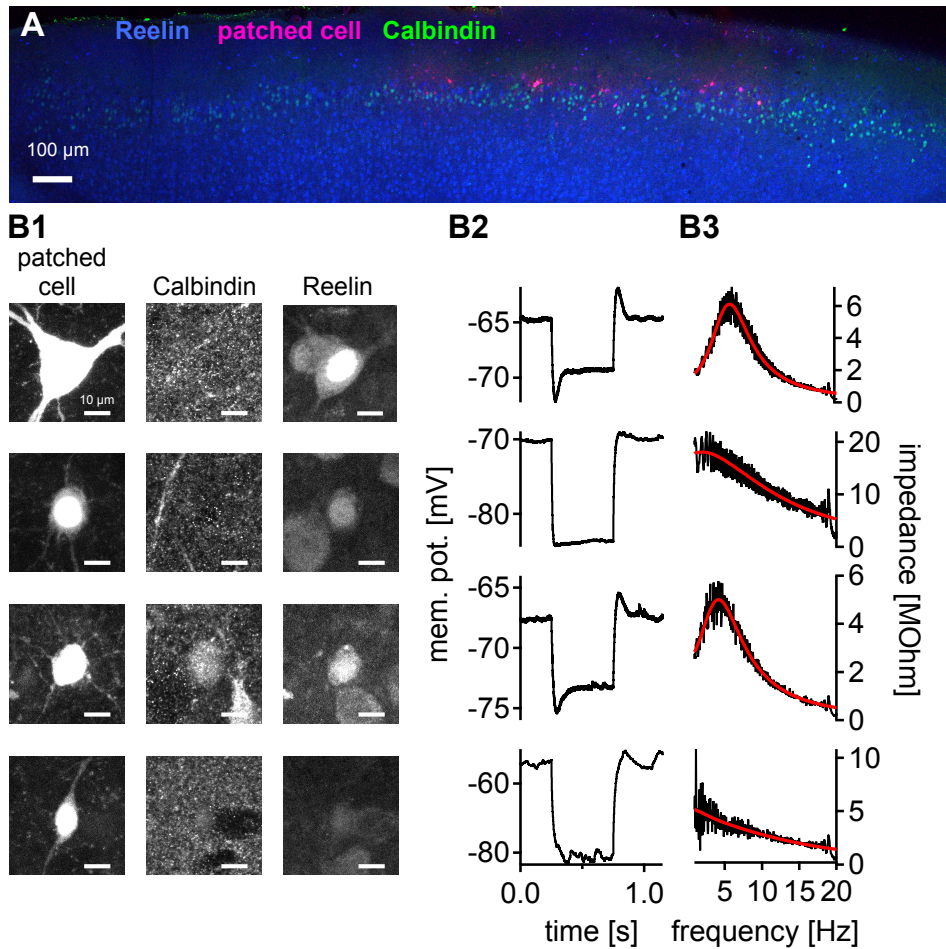 A
Reelin patched cell Calbindin
100 µm
B1
B2
B3
patched
cell
Calbindin
Reelin
10 µm
mem. pot. [mV]
-65
-70
-70
-80
-65
-70
-75
-60
-80
0.0
1.0
time [s]
6
4
2
0
20
10
0
6
4
2
0
10
5
0
5
10
15
20
frequency [Hz]
impedance [MOhm]